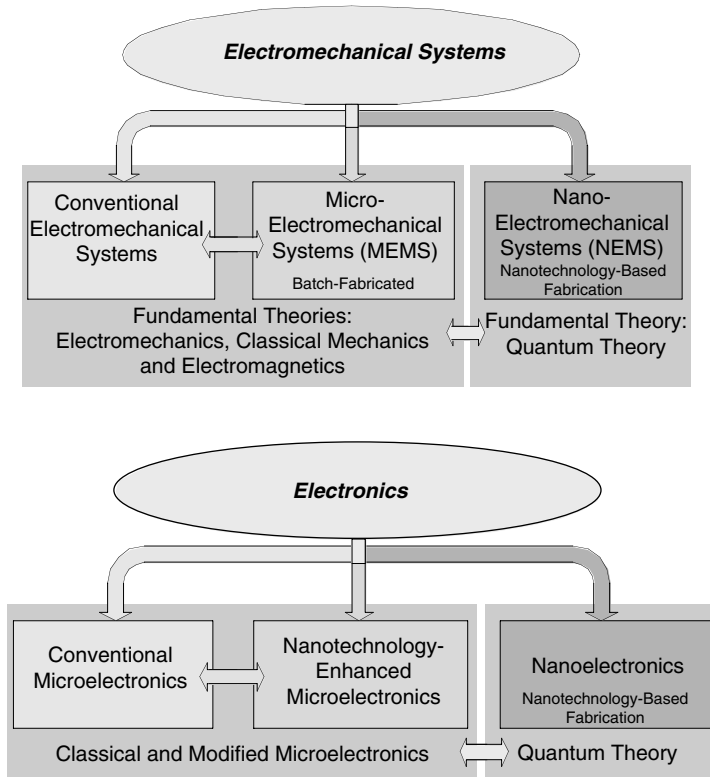 Electromechanical Systems
Conventional
Electromechanical
Systems
Micro-
Electromechanical
Systems (MEMS)
Batch-Fabricated
Nano-
Electromechanical
Systems (NEMS)
Nanotechnology-Based
Fabrication
Fundamental Theories:
Electromechanics, Classical Mechanics
and Electromagnetics
Fundamental Theory:
Quantum Theory
Electronics
Conventional
Microelectronics
Nanotechnology-
Enhanced
Microelectronics
Nanoelectronics
Nanotechnology-Based
Fabrication
Classical and Modified Microelectronics
Quantum Theory